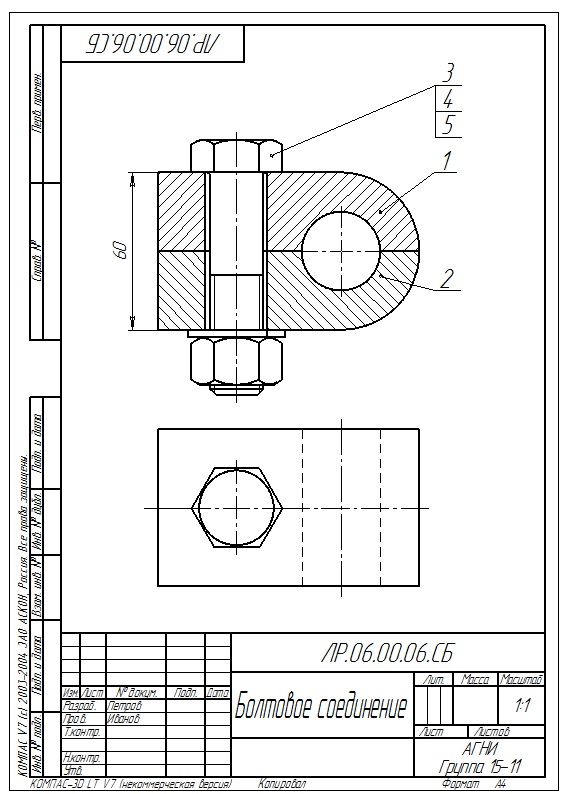 ЛР.06.00.06.СБ
Перв. примен.
Справ. №
3
4
5
1
2
60
Подп. и дата
Инв. № дубл.
Взам. инв. №
Подп. и дата
Инв. № подл.
КОМПАС V7 (c) 2003-2004 ЗАО АСКОН, Россия. Все права защищены.
ЛР.06.00.06.СБ
Изм. Лист № докум. Подп. Дата
Разраб. Петров
Пров. Иванов
Т.контр.
Н.контр.
Утв.
Болтовое соединение
Лит. Масса Масштаб
1:1
Лист Листов
АГНИ
Группа 15-11
КОМПАС-3D LT V7 (некоммерческая версия) Копировал Формат А4